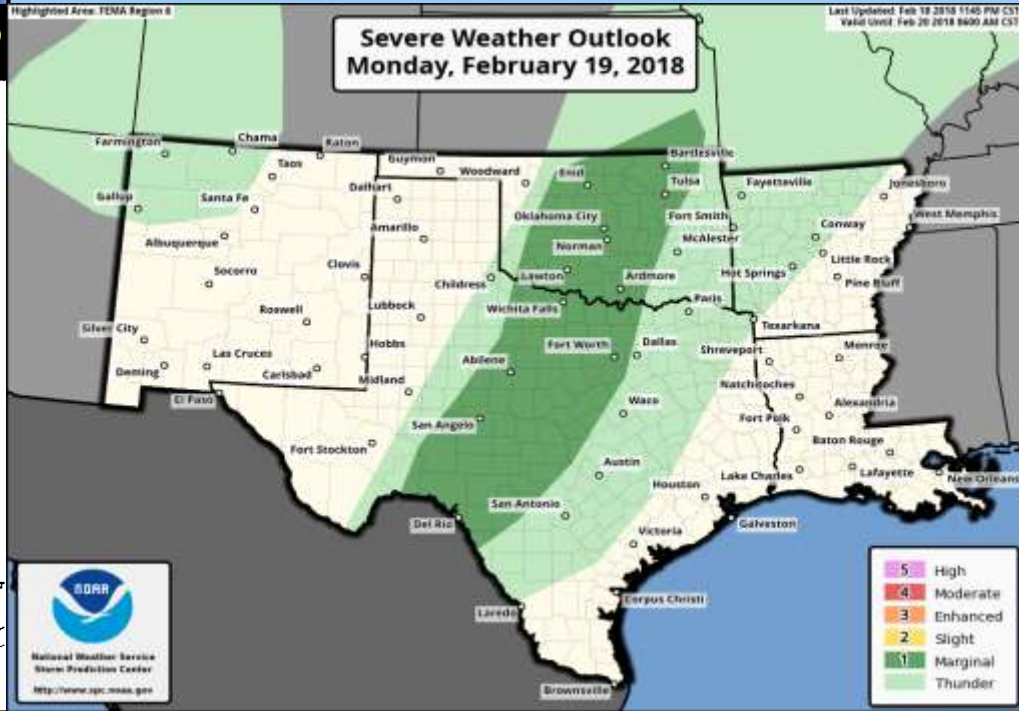 Highlighted Area: FEMA Region 6
Last Updated: Feb 18 2018 1145 PM CST
Valid Until: Feb 20 2018 0600 AM CST
Severe Weather Outlook
Monday, February 19, 2018
Farmington
Chama
Raton
Guymon
Woodward
Enid
Bartlesville
Taos
Dalhart
Tulsa
Fayetteville
Jonesboro
Gallup
Santa Fe
Oklahoma City
Fort Smith
West Memphis
Albuquerque
Amarillo
Norman
McAlester
Conway
Socorro
Clovis
Childress
Lawton
Ardmore
Hot Springs
Little Rock
Pine Bluff
Roswell
Lubbock
Wichita Falls
Paris
Texarkana
Silver City
Las Cruces
Hobbs
Abilene
Fort Worth
Dallas
Shreveport
Monroe
Deming
Carlsbad
Midland
Natchitoches
El Paso
San Angelo
Waco
Fort Polk
Alexandria
Fort Stockton
Baton Rouge
Austin
Houston
Lake Charles
Lafayette
New Orleans
Del Rio
San Antonio
Victoria
Galveston
Laredo
Corpus Christi
Brownsville
NOAA
National Weather Service
Storm Prediction Center
http://www.spc.noaa.gov
5 High
4 Moderate
3 Enhanced
2 Slight
1 Marginal
Thunder